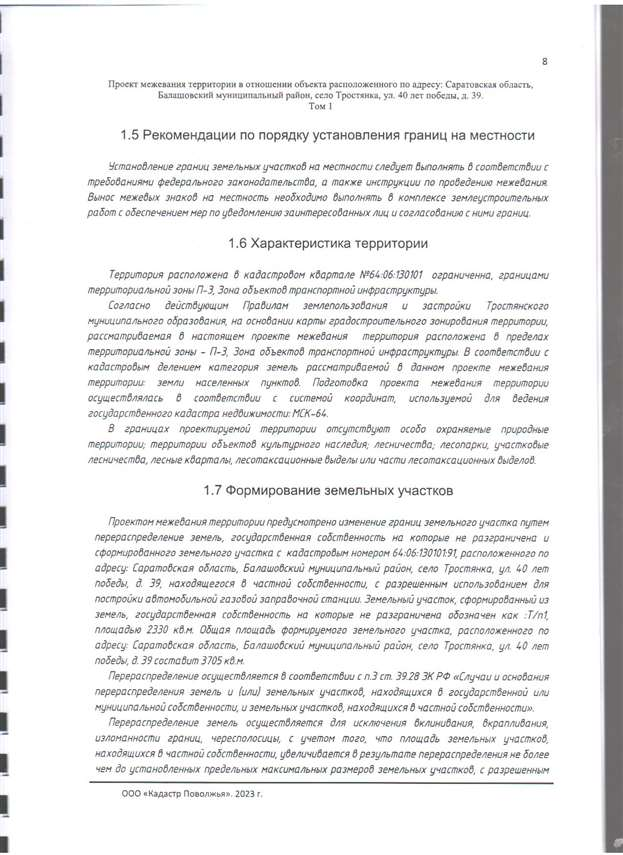 8
Проект межевания территории в отношении объекта расположенного по адресу: Саратовская область,
Балашовский муниципальный район, село Тростянка, ул. 40 лет победы, д. 39.
Том 1
1.5 Рекомендации по порядку установления границ на местности
Установление границ земельных участков на местности следует выполнять в соответствии с
требованиями федерального законодательства, а также инструкции по проведению межевания.
Вынос межевых знаков на местность необходимо выполнять в комплексе землеустроительных
работ с обеспечением мер по уведомлению заинтересованных лиц и согласованию с ними границ.
1.6 Характеристика территории
Территория расположена в кадастровом квартале №64:06:130101 ограниченна, границами
территориальной зоны П-3, Зона объектов транспортной инфраструктуры.
Согласно действующим Правилам землепользования и застройки Тростянского
муниципального образования, на основании карты градостроительного зонирования территории,
рассматриваемая в настоящем проекте межевания территория расположена в пределах
территориальной зоны - П-3, Зона объектов транспортной инфраструктуры. В соответствии с
кадастровым делением категория земель рассматриваемой в данном проекте межевания
территории: земли населенных пунктов. Подготовка проекта межевания территории
осуществлялась в соответствии с системой координат, используемой для ведения
государственного кадастра недвижимости: МСК-64.
В границах проектируемой территории отсутствуют особо охраняемые природные
территории; территории объектов культурного наследия; лесничества; лесопарки, участковые
лесничества, лесные кварталы, лесотаксационные выделы или части лесотаксационных выделов.
1.7 Формирование земельных участков
Проектом межевания территории предусмотрено изменение границ земельного участка путем
перераспределение земель, государственная собственность на которые не разграничена и
сформированного земельного участка с кадастровым номером 64:06:130101:91, расположенного по
адресу: Саратовская область, Балашовский муниципальный район, село Тростянка, ул. 40 лет
победы, д. 39, находящегося в частной собственности, с разрешенным использованием для
постройки автомобильной газовой заправочной станции. Земельный участок, сформированный из
земель, государственная собственность на которые не разграничена обозначен как :Т/п1,
площадью 2330 кв.м. Общая площадь формируемого земельного участка, расположенного по
адресу: Саратовская область, Балашовский муниципальный район, село Тростянка, ул. 40 лет
победы, д. 39 составит 3705 кв.м.
Перераспределение осуществляется в соответствии с п.3 ст. 39.28 ЗК РФ «Случаи и основания
перераспределения земель и (или) земельных участков, находящихся в государственной или
муниципальной собственности, и земельных участков, находящихся в частной собственности».
Перераспределение земель осуществляется для исключения вклинивания, вкрапливания,
изломанности границ, чересполосицы, с учетом того, что площадь земельных участков,
находящихся в частной собственности, увеличивается в результате перераспределения не более
чем до установленных предельных максимальных размеров земельных участков, с разрешенным
ООО «Кадастр Поволжья». 2023 г.